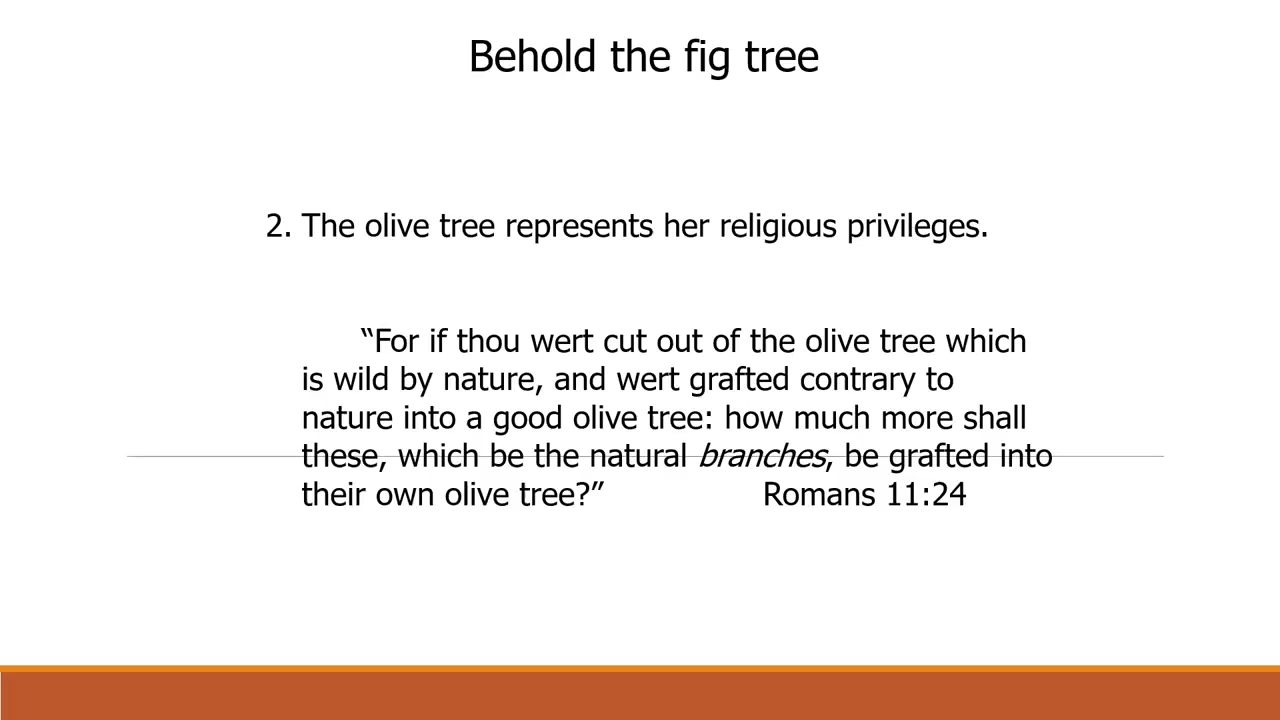 Behold the fig tree
2. The olive tree represents her religious privileges.
“For if thou wert cut out of the olive tree which
is wild by nature, and wert grafted contrary to
nature into a good olive tree: how much more shall
these, which be the natural branches, be grafted into
their own olive tree?” Romans 11:24